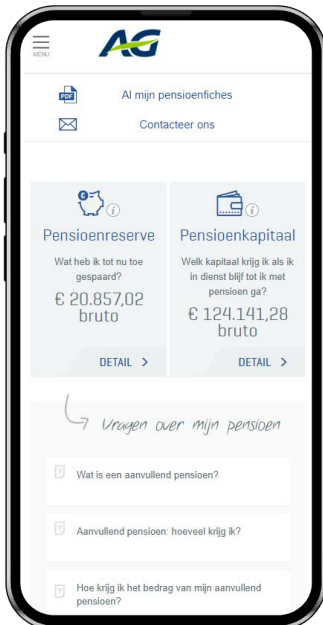 MENU
AG
PDF
Al mijn pensioenfiches
Contacteer ons
€
i
i
Pensioenreserve
Pensioenkapitaal
Wat heb ik tot nu toe
gespaard?
€ 20.857,02
bruto
DETAIL >
Welk kapitaal krijg ik als ik
in dienst blijf tot ik met
pensioen ga?
€ 124.141,28
bruto
DETAIL >
Vragen over mijn pensioen
?
Wat is een aanvullend pensioen?
?
Aanvullend pensioen: hoeveel krijg ik?
?
Hoe krijg ik het bedrag van mijn aanvullend
pensioen?